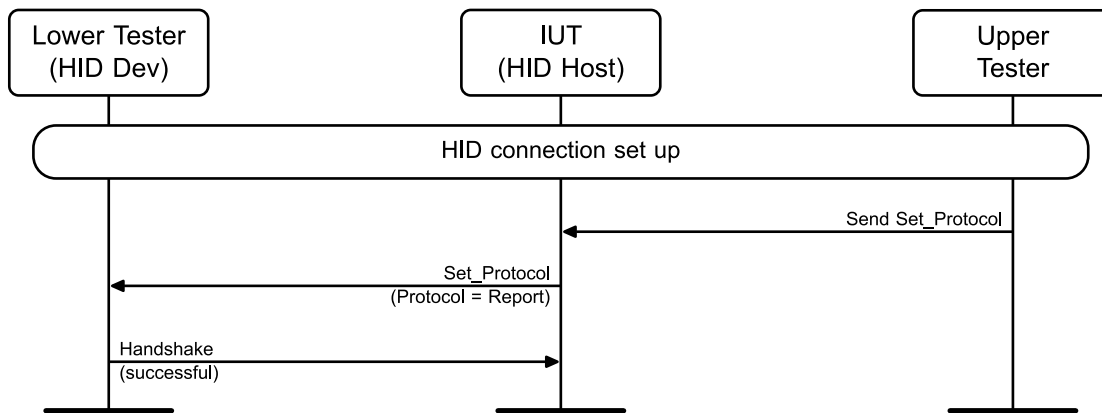 Lower Tester
(HID Dev)
IUT
(HID Host)
Upper
Tester
HID connection set up
Send Set_Protocol
Set_Protocol
(Protocol = Report)
Handshake
(successful)